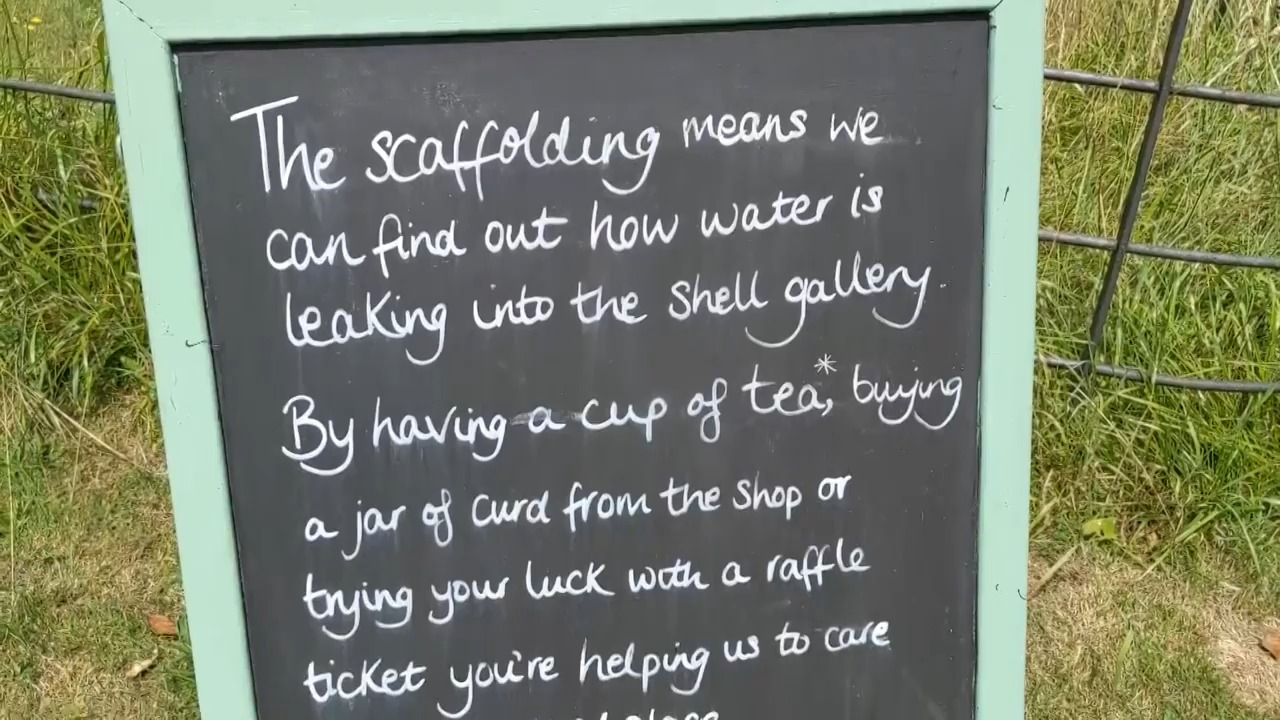 The scaffolding means we
can find out how water is
leaking into the shell gallery.
By having a cup of tea*, buying
a jar of curd from the shop or
trying your luck with a raffle
ticket you're helping us to care